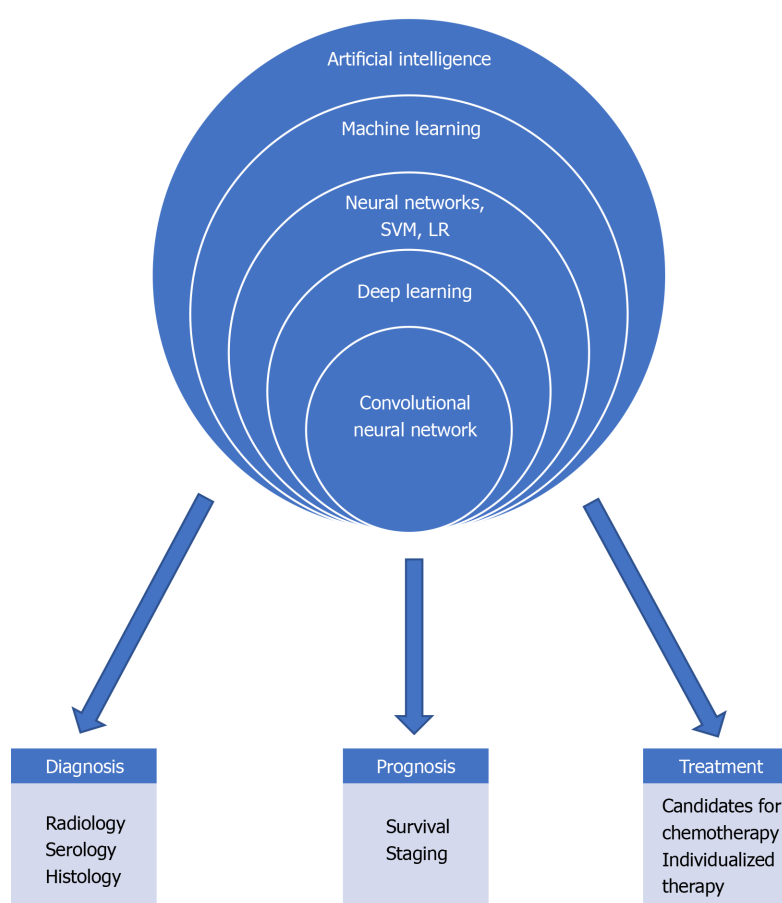 Artificial intelligence
Machine learning
Neural networks,
SVM, LR
Deep learning
Convolutional
neural network
Diagnosis
Radiology
Serology
Histology
Prognosis
Survival
Staging
Treatment
Candidates for
chemotherapy
Individualized
therapy